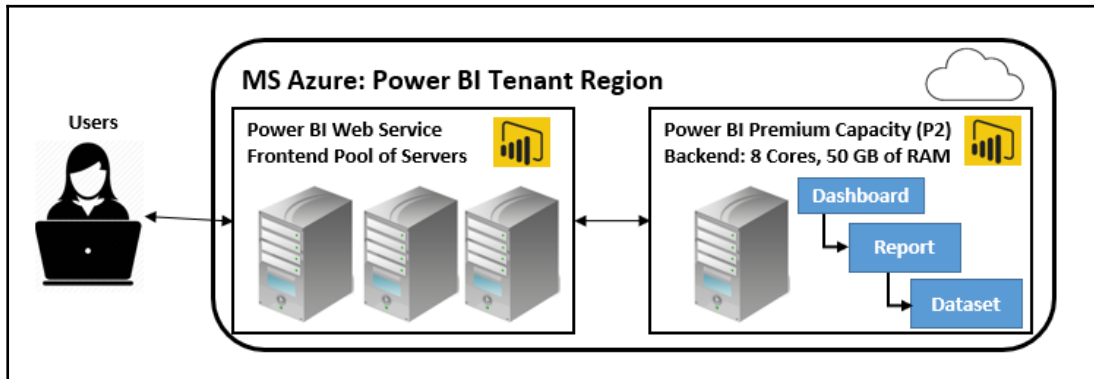 MS Azure: Power BI Tenant Region
Users
Power BI Web Service
Frontend Pool of Servers
Power BI Premium Capacity (P2)
Backend: 8 Cores, 50 GB of RAM
Dashboard
Report
Dataset